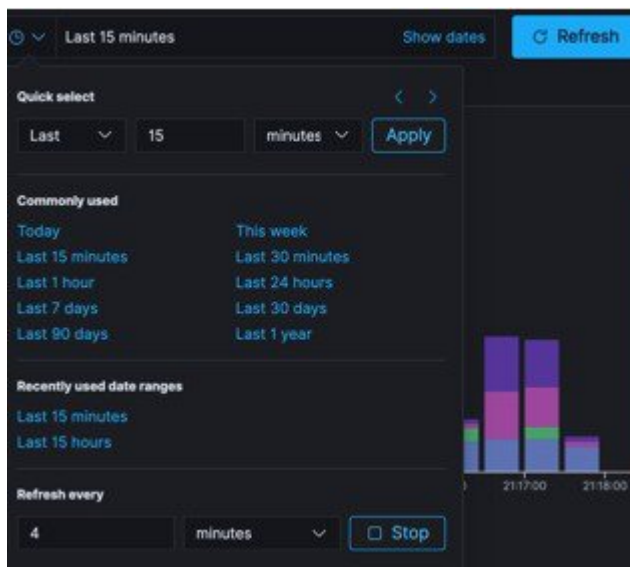 Last 15 minutes Show dates Refresh
Quick select
Last 15 minutes Apply
Commonly used
Today This week
Last 15 minutes Last 30 minutes
Last 1 hour Last 24 hours
Last 7 days Last 30 days
Last 90 days Last 1 year
Recently used date ranges
Last 15 minutes
Last 15 hours
21:17:00 21:18:00
Refresh every
4 minutes Stop